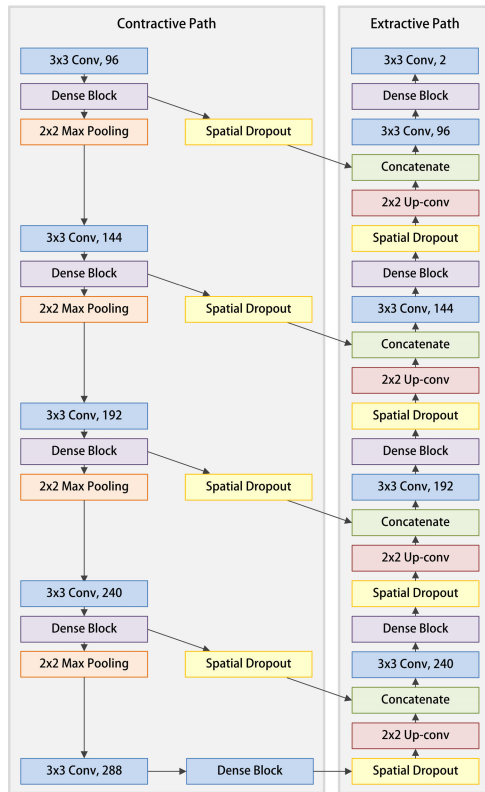 Contractive Path
3x3 Conv, 96
Dense Block
2x2 Max Pooling
Spatial Dropout
3x3 Conv, 144
Dense Block
2x2 Max Pooling
Spatial Dropout
3x3 Conv, 192
Dense Block
2x2 Max Pooling
Spatial Dropout
3x3 Conv, 240
Dense Block
2x2 Max Pooling
Spatial Dropout
3x3 Conv, 288
Dense Block
Extractive Path
3x3 Conv, 2
Dense Block
3x3 Conv, 96
Concatenate
2x2 Up-conv
Spatial Dropout
Dense Block
3x3 Conv, 144
Concatenate
2x2 Up-conv
Spatial Dropout
Dense Block
3x3 Conv, 192
Concatenate
2x2 Up-conv
Spatial Dropout
Dense Block
3x3 Conv, 240
Concatenate
2x2 Up-conv
Spatial Dropout